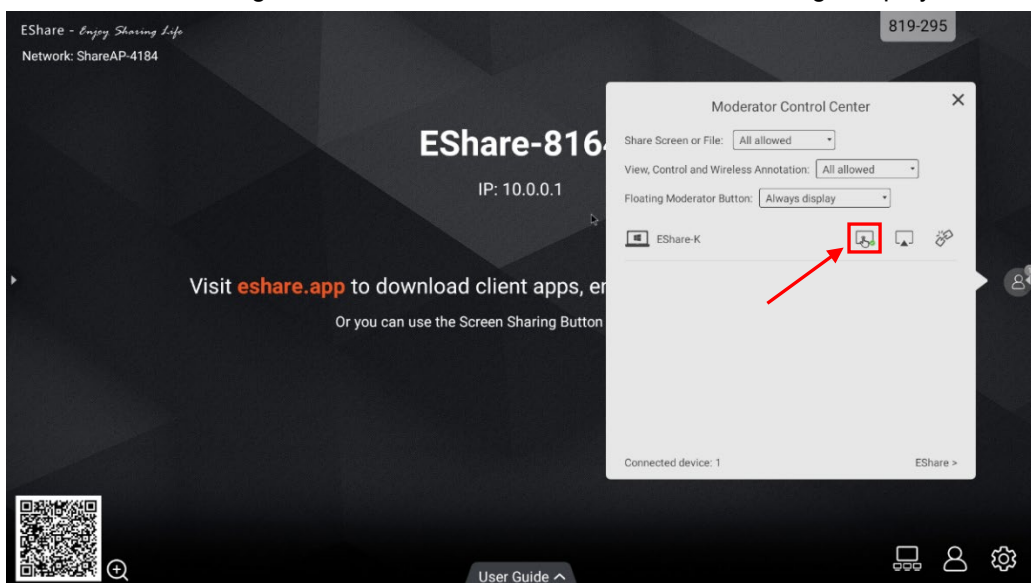 EShare - Enjoy Sharing Life
819-295
Network: ShareAP-4184
Moderator Control Center
Share Screen or File: All allowed
View, Control and Wireless Annotation: All allowed
Floating Moderator Button: Always display
EShare-K
EShare-816
IP: 10.0.0.1
Visit eshare.app to download client apps,
Or you can use the Screen Sharing Button
Connected device: 1
EShare >
User Guide